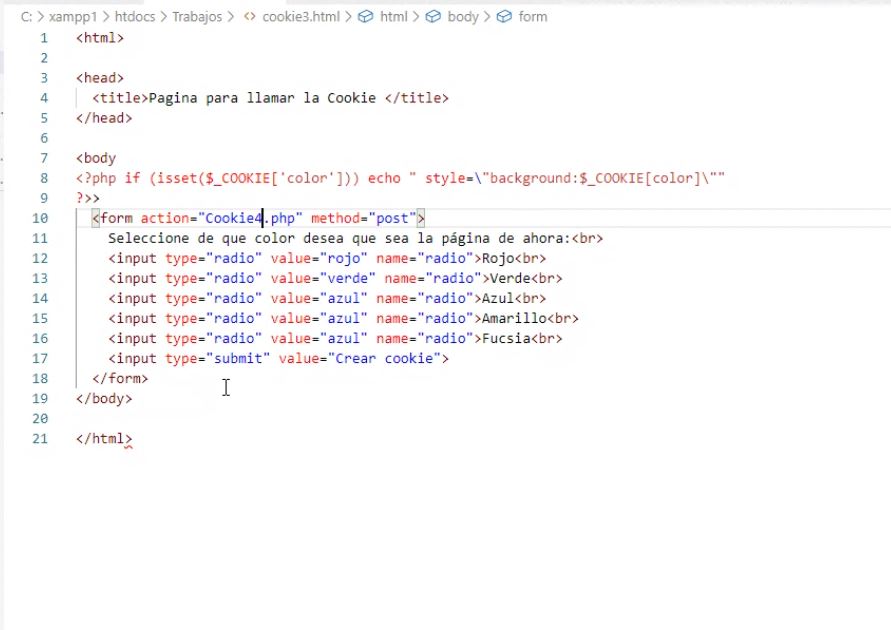 C: > xampp1 > htdocs > Trabajos > <> cookie3.html > html > body > form
1 <html>
2
3 <head>
4 <title>Pagina para llamar la Cookie </title>
5 </head>
6
7 <body
8 <?php if (isset($_COOKIE['color'])) echo " style=\"background:$_COOKIE[color]\""
9 ?>>
10 <form action="Cookie4.php" method="post">
11 Seleccione de que color desea que sea la página de ahora:<br>
12 <input type="radio" value="rojo" name="radio">Rojo<br>
13 <input type="radio" value="verde" name="radio">Verde<br>
14 <input type="radio" value="azul" name="radio">Azul<br>
15 <input type="radio" value="azul" name="radio">Amarillo<br>
16 <input type="radio" value="azul" name="radio">Fucsia<br>
17 <input type="submit" value="Crear cookie">
18 </form>
19 </body>
20
21 </html>